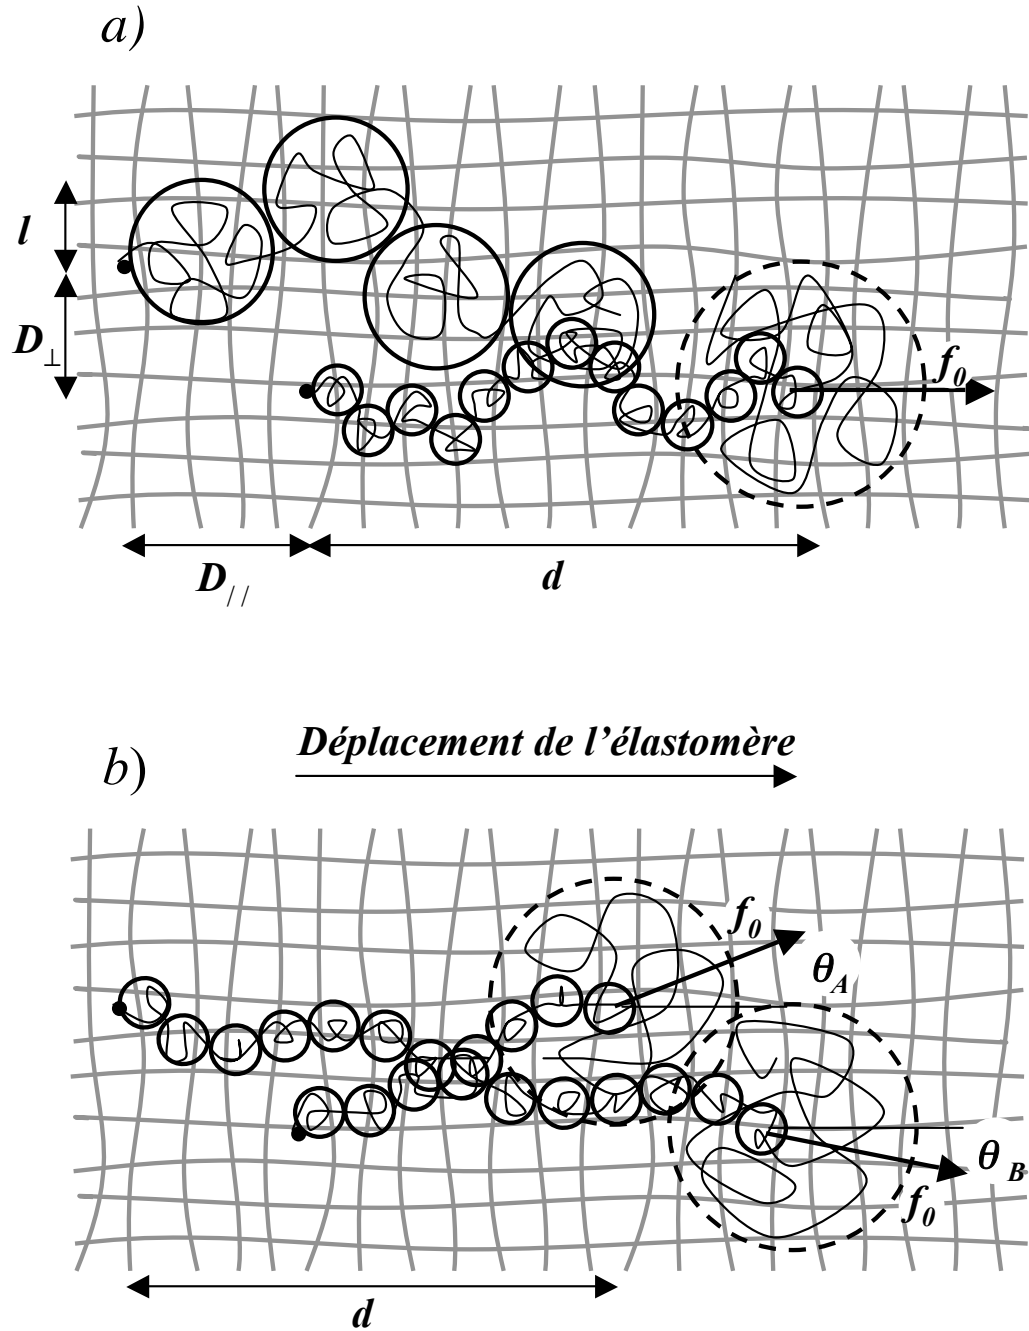 a)
l
D⊥
f₀
D//
d
Déplacement de l’élastomère
b)
f₀
θA
θB
f₀
d